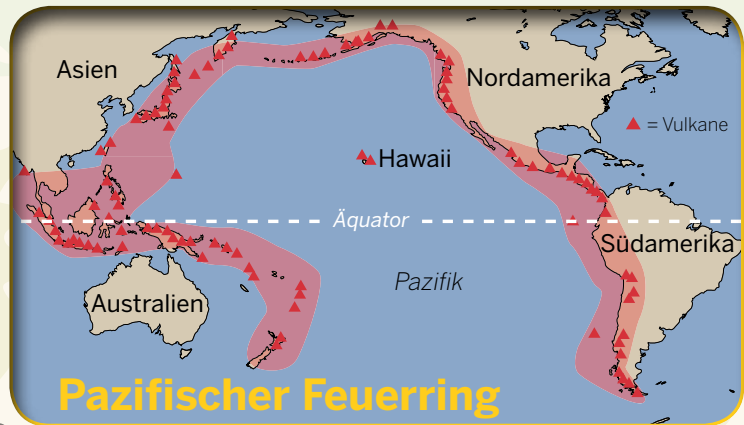 Asien
Nordamerika
▲ = Vulkane
Hawaii
Äquator
Südamerika
Pazifik
Australien
Pazifischer Feuerring